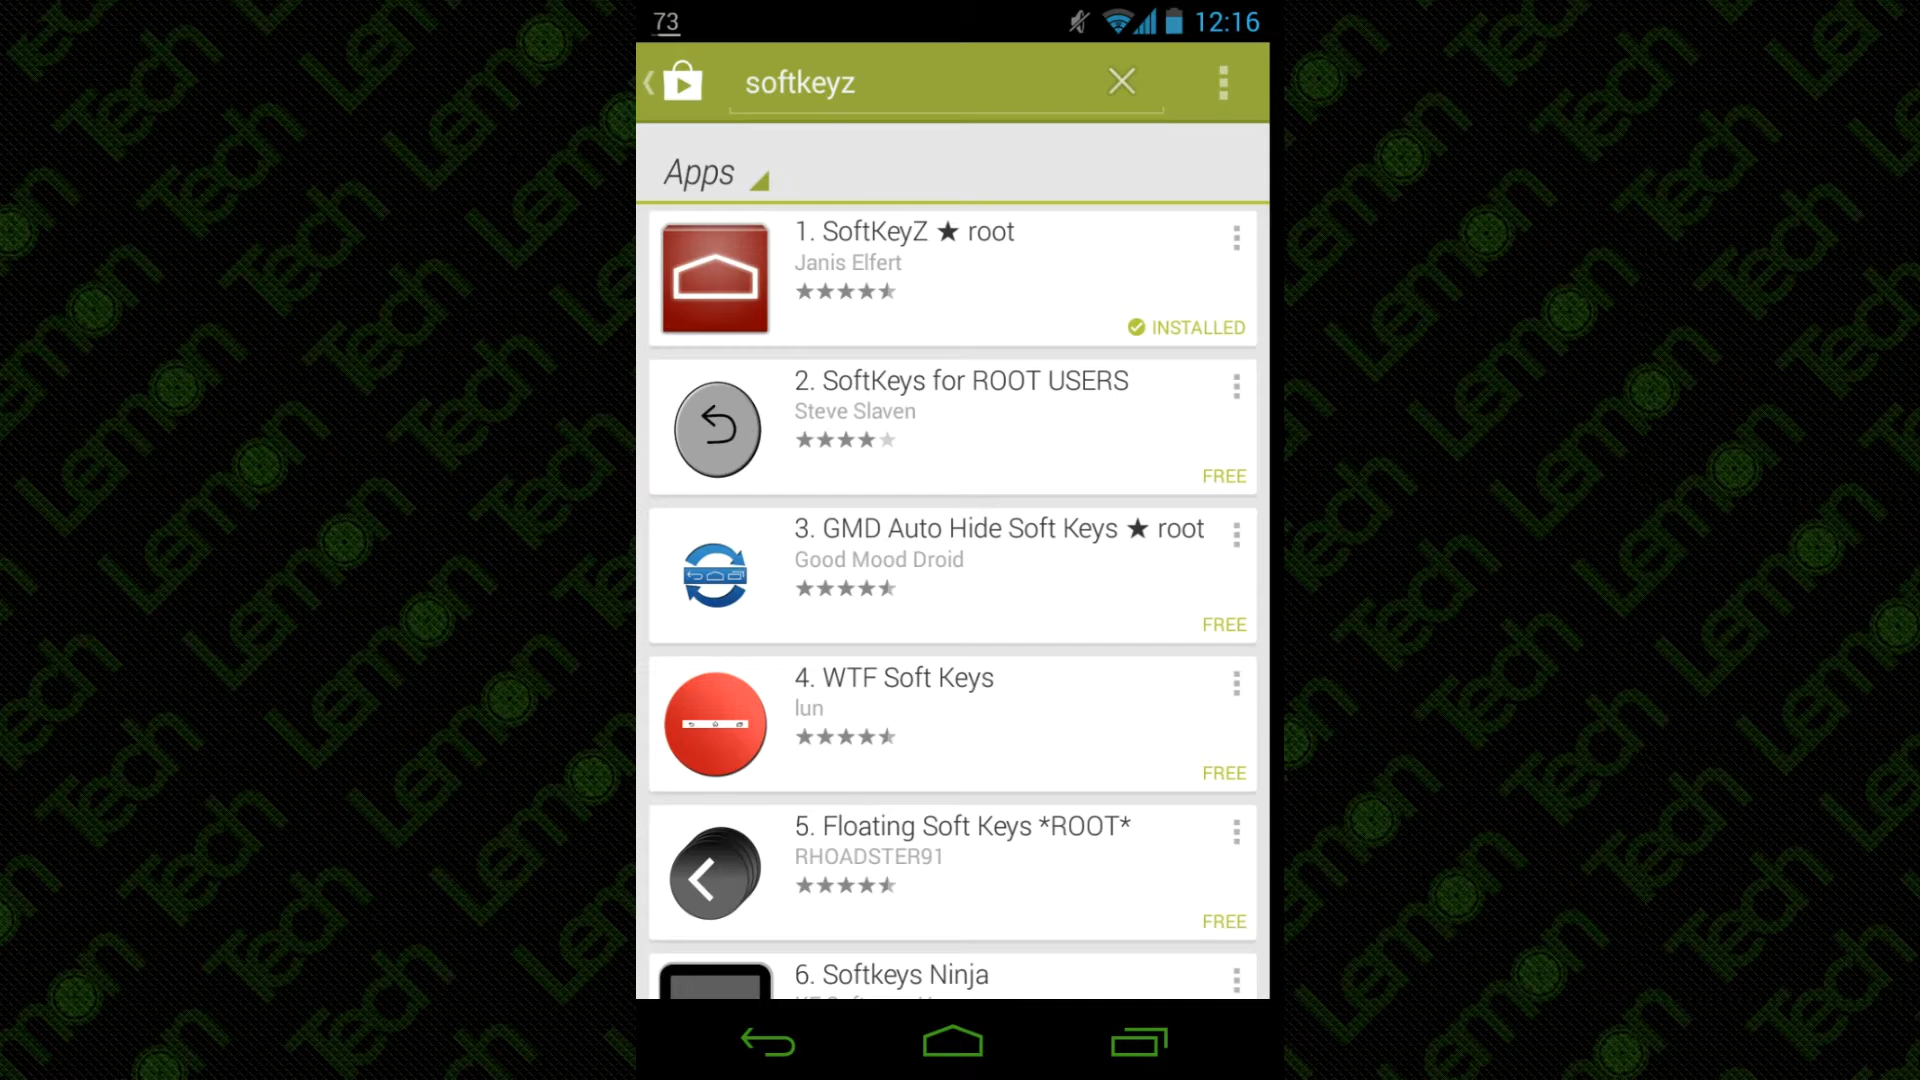 73
12:16
softkeyz
Apps
1. SoftKeyZ ★ root
Janis Elfert
INSTALLED
2. SoftKeys for ROOT USERS
Steve Slaven
FREE
3. GMD Auto Hide Soft Keys ★ root
Good Mood Droid
FREE
4. WTF Soft Keys
lun
FREE
5. Floating Soft Keys *ROOT*
RHOADSTER91
FREE
6. Softkeys Ninja
Lemon Tech